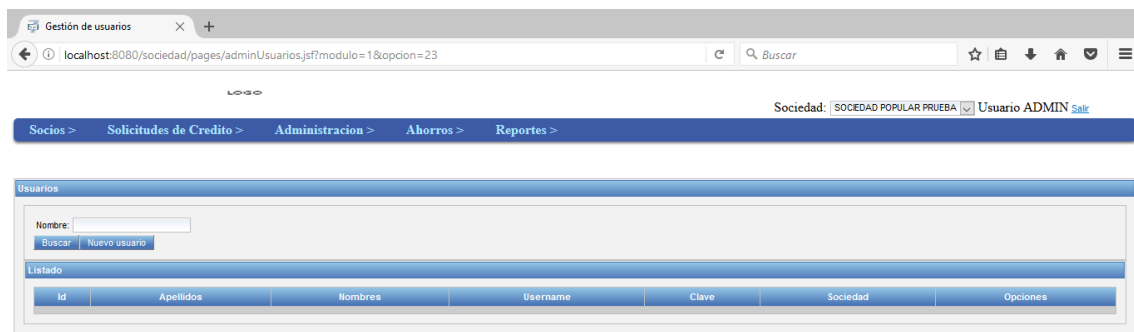 Gestión de usuarios
localhost:8080/sociedad/pages/adminUsuarios.jsf?modulo=1&opcion=23
Buscar
LOGO
Sociedad: SOCIEDAD POPULAR PRUEBA Usuario ADMIN Salir
Socios > Solicitudes de Credito > Administracion > Ahorros > Reportes >
Usuarios
Nombre:
Buscar Nuevo usuario
Listado
Id Apellidos Nombres Username Clave Sociedad Opciones